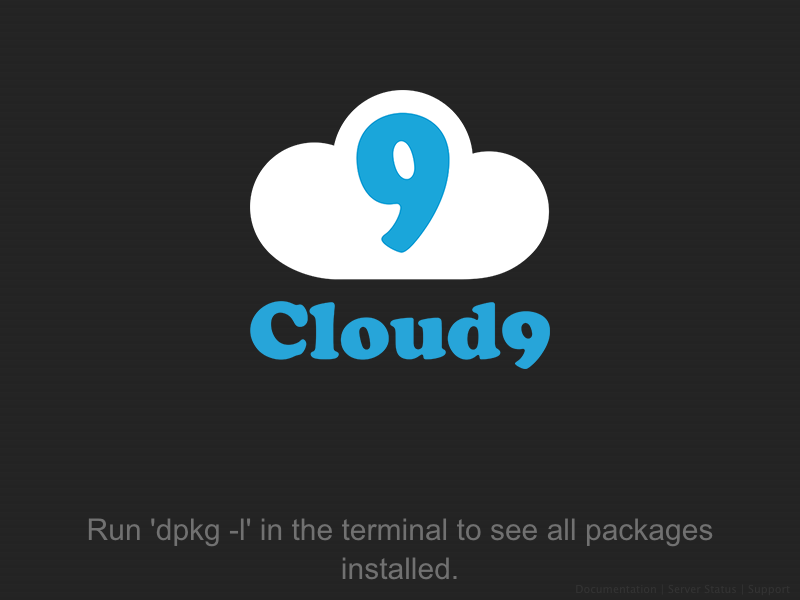 9
Cloud9
Run 'dpkg -l' in the terminal to see all packages
installed.
Documentation | Server Status | Support